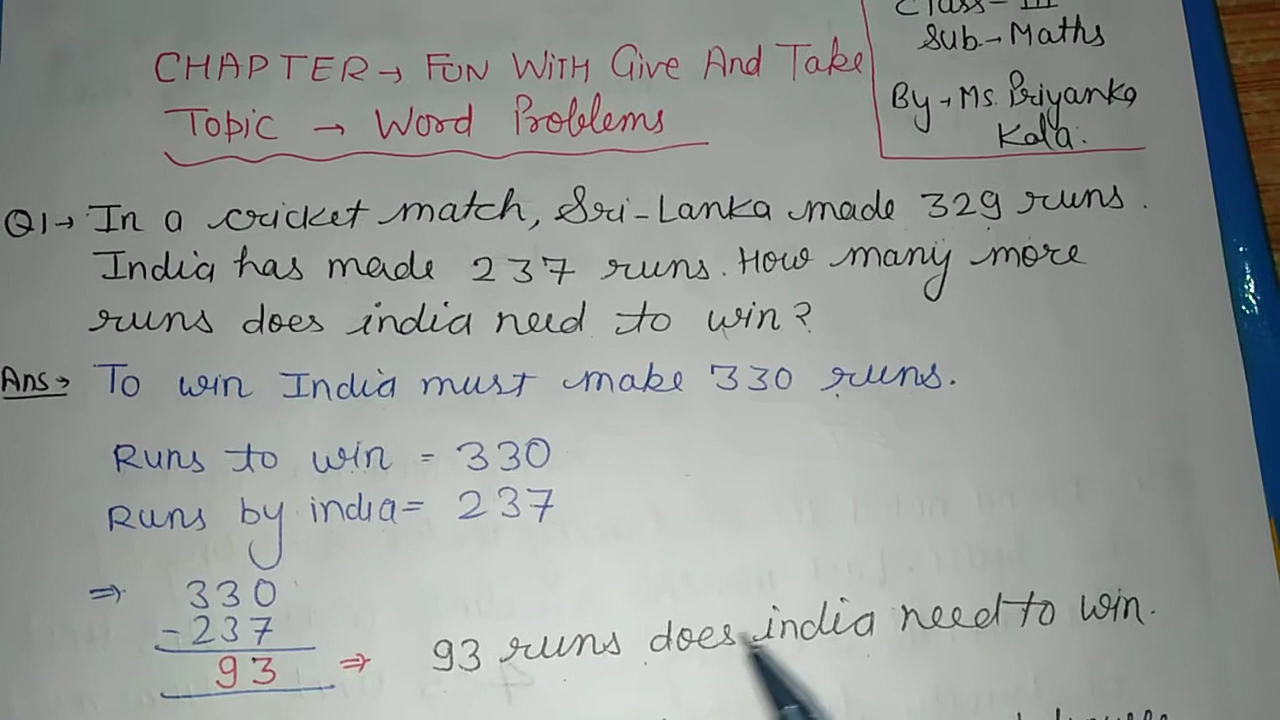 CHAPTER → FUN WITH Give And Take
Topic → Word Problems
Class - III
Sub → Maths
By → Ms. Priyanka
Kala.
Q1 → In a cricket match, Sri-Lanka made 329 runs.
India has made 237 runs. How many more
runs does india need to win?
Ans → To win India must make 330 runs.
Runs to win = 330
Runs by india = 237
⇒ 330
- 237
93 ⇒ 93 runs does india need to win.